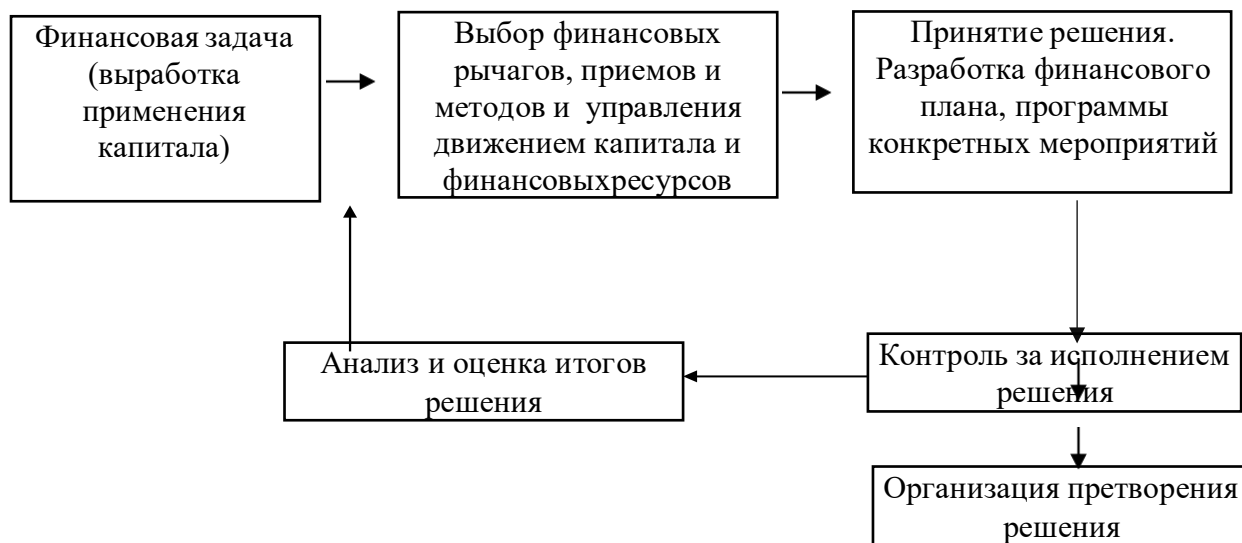 Финансовая задача
(выработка
применения
капитала)
Выбор финансовых
рычагов, приемов и
методов и управления
движением капитала и
финансовыхресурсов
Принятие решения.
Разработка финансового
плана, программы
конкретных мероприятий
Анализ и оценка итогов
решения
Контроль за исполнением
решения
Организация претворения
решения